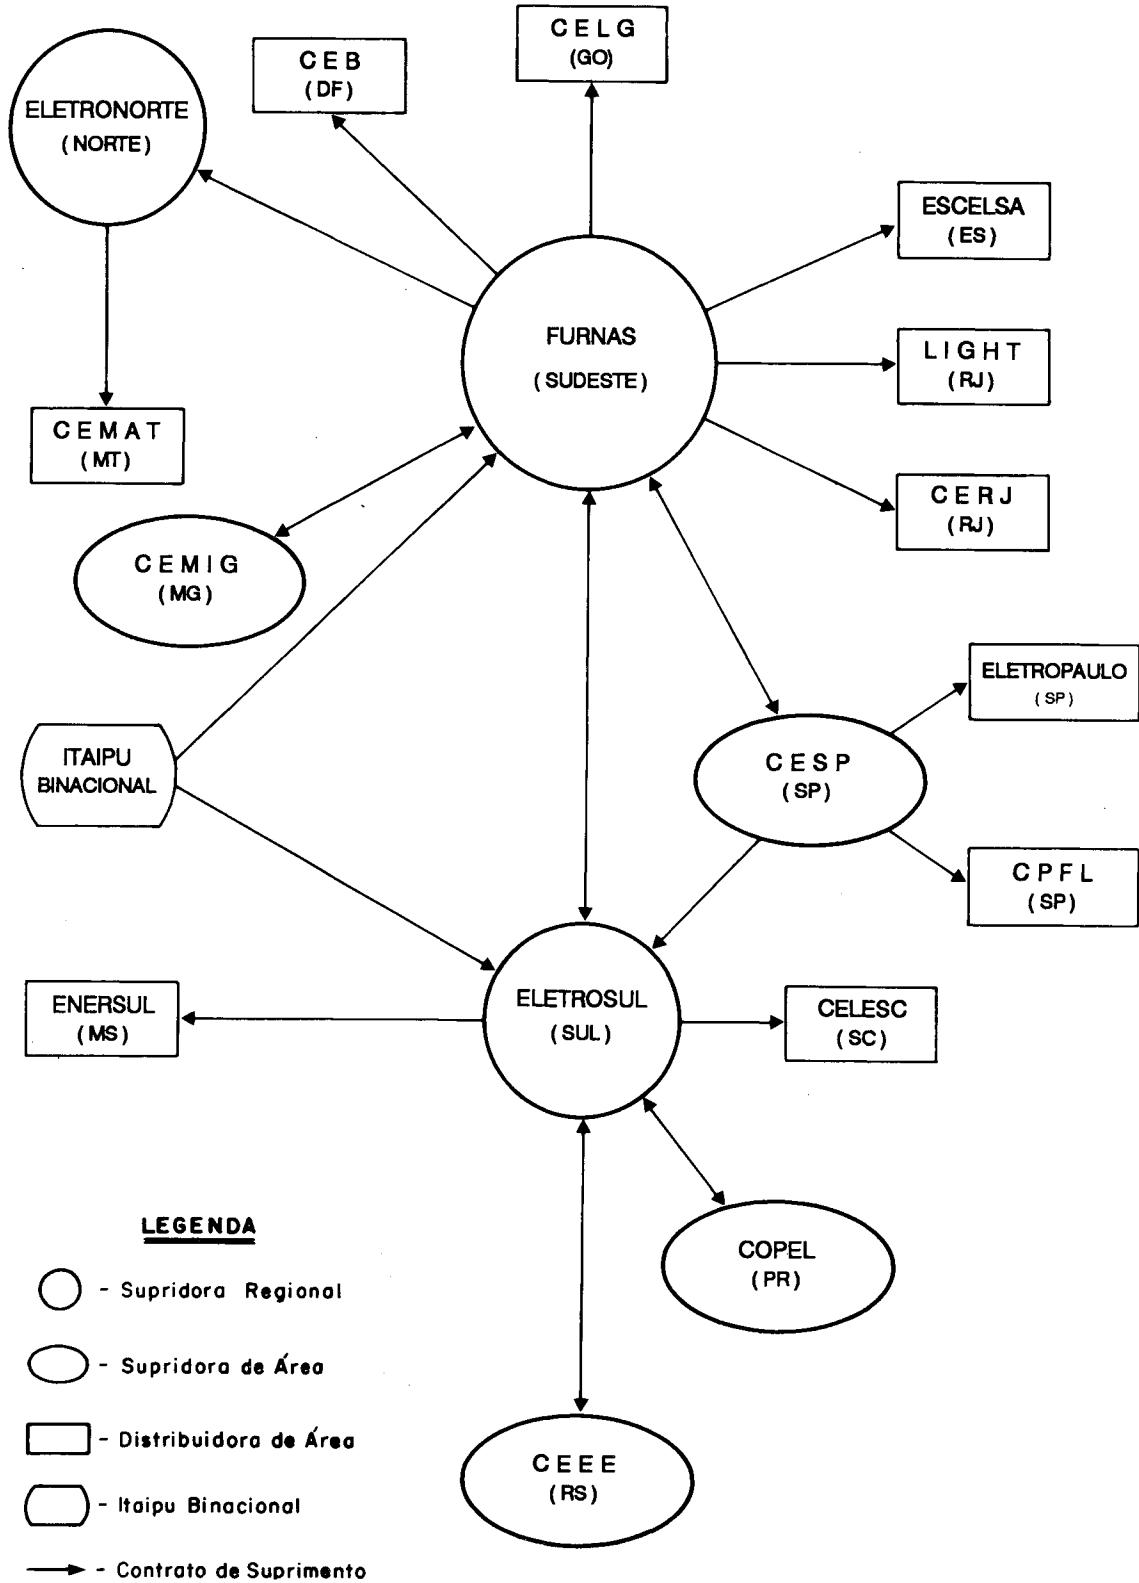 CELG
(GO)
CEB
(DF)
ELETRONORTE
(NORTE)
ESCELSA
(ES)
FURNAS
(SUDESTE)
LIGHT
(RJ)
CEMAT
(MT)
CERJ
(RJ)
CEMIG
(MG)
ELETROPAULO
(SP)
ITAIPU
BINACIONAL
CESP
(SP)
CPFL
(SP)
ENERSUL
(MS)
ELETROSUL
(SUL)
CELESC
(SC)
COPEL
(PR)
CEEE
(RS)
LEGENDA
- Supridora Regional
- Supridora de Área
- Distribuidora de Área
- Itaipu Binacional
- Contrato de Suprimento